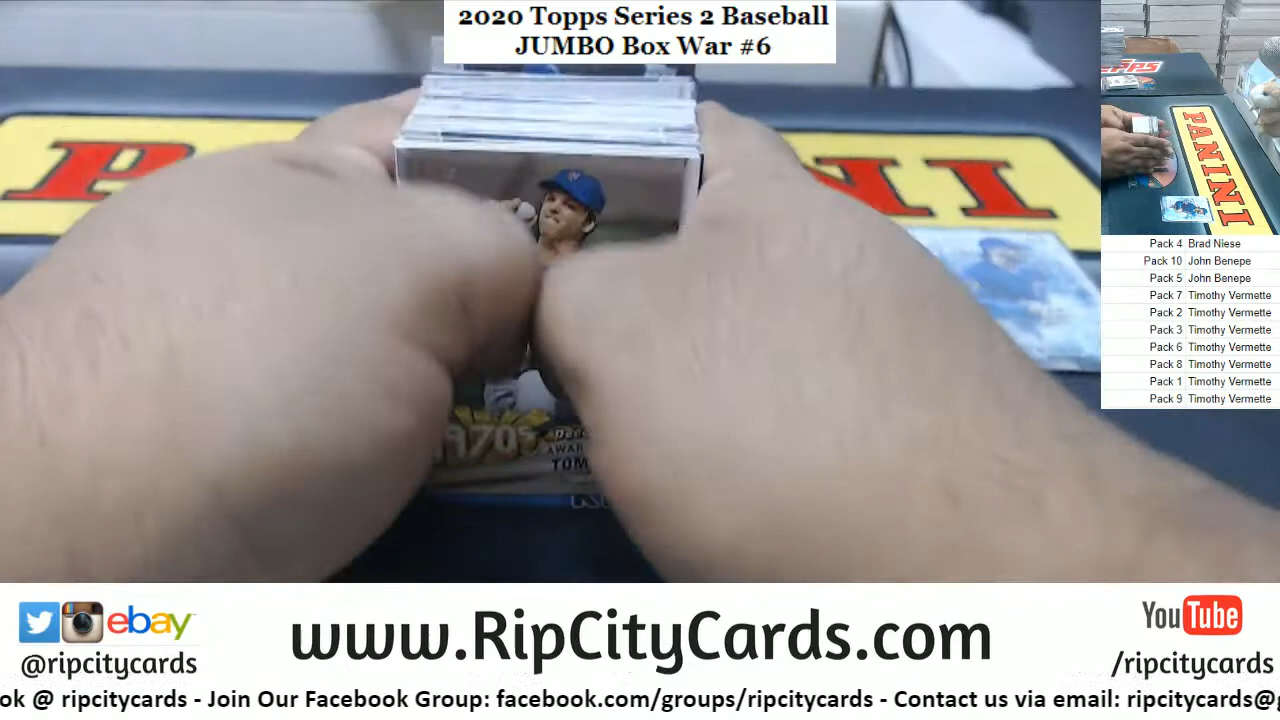 2020 Topps Series 2 Baseball
JUMBO Box War #6
PANINI
Pack 4 Brad Niese
Pack 10 John Benepe
Pack 5 John Benepe
Pack 7 Timothy Vermette
Pack 2 Timothy Vermette
Pack 3 Timothy Vermette
Pack 6 Timothy Vermette
Pack 8 Timothy Vermette
Pack 1 Timothy Vermette
Pack 9 Timothy Vermette
1970s
TOM
ebay
@ripcitycards
www.RipCityCards.com
YouTube
/ripcitycards
ok @ ripcitycards - Join Our Facebook Group: facebook.com/groups/ripcitycards - Contact us via email: ripcitycards@g